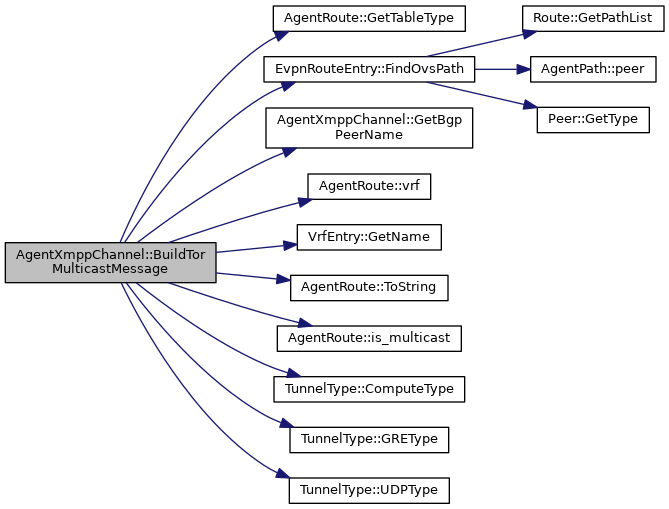 AgentRoute::GetTableType
Route::GetPathList
EvpnRouteEntry::FindOvsPath
AgentPath::peer
AgentXmppChannel::GetBgp
PeerName
Peer::GetType
AgentRoute::vrf
VrfEntry::GetName
AgentXmppChannel::BuildTor
MulticastMessage
AgentRoute::ToString
AgentRoute::is_multicast
TunnelType::ComputeType
TunnelType::GREType
TunnelType::UDPType